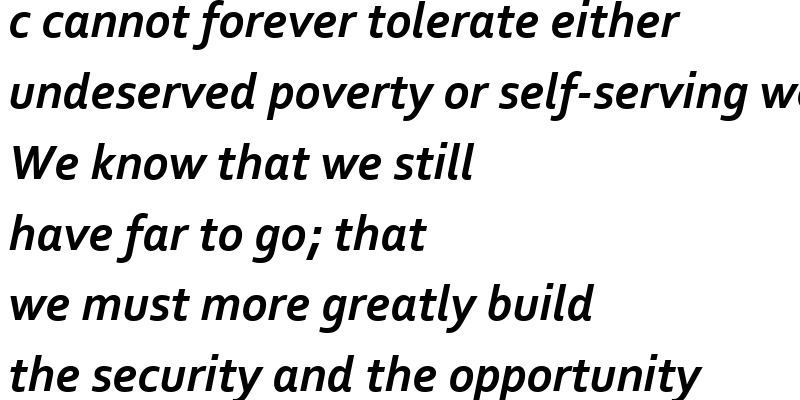 c cannot forever tolerate either
undeserved poverty or self-serving
We know that we still
have far to go; that
we must more greatly build
the security and the opportunity